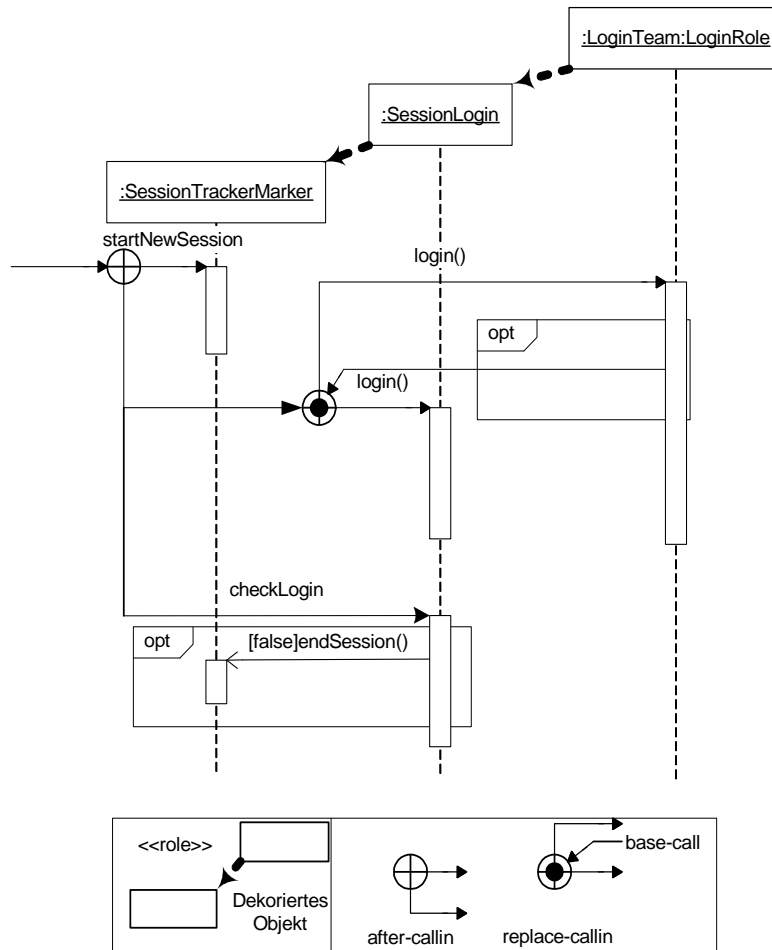 :LoginTeam:LoginRole
:SessionLogin
:SessionTrackerMarker
startNewSession
login()
opt
login()
checkLogin
opt
[false]endSession()
<<role>>
base-call
Dekoriertes
Objekt
after-callin
replace-callin